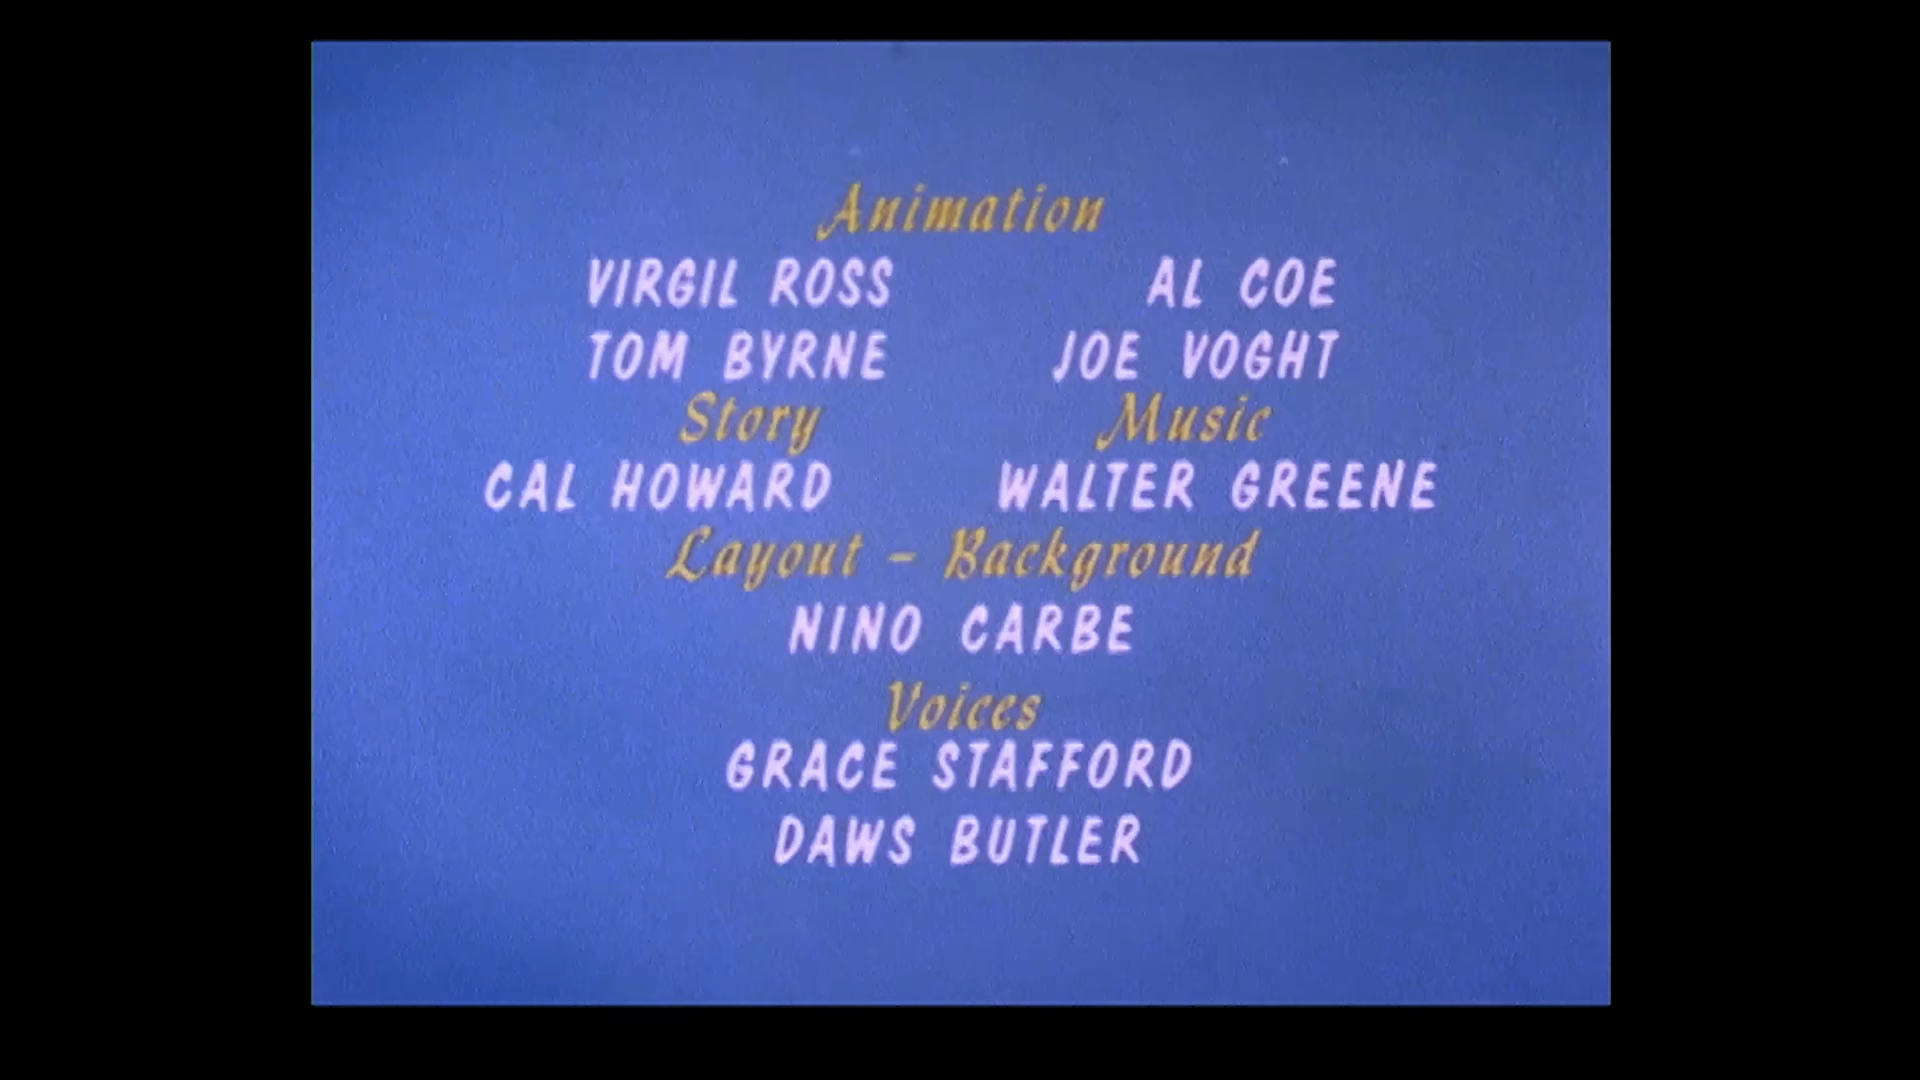 Animation
VIRGIL ROSS AL COE
TOM BYRNE JOE VOGHT
Story Music
CAL HOWARD WALTER GREENE
Layout - Background
NINO CARBE
Voices
GRACE STAFFORD
DAWS BUTLER